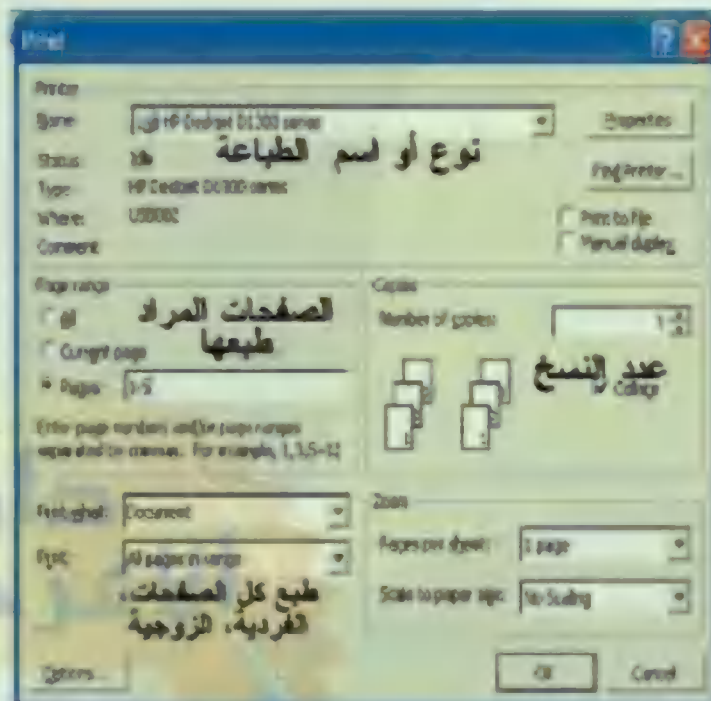 Print
Printer
Name: HP Deskjet D1300 series
Properties
نوع أو اسم الطباعة
Status: Idle
Find Printer...
Type: HP Deskjet D1300 series
Where: USB002
Print to file
Comment:
Manual duplex
Page range
All
الصفحات المراد
طبعها
Current page
Pages: 1-5
Enter page numbers and/or page ranges
separated by commas. For example, 1,3,5-12
Copies
Number of copies: 1
عدد النسخ
Collate
Print what: Document
Print: All pages in range
طبع كل الصفحات،
الفردية، الزوجية
Zoom
Pages per sheet: 1 page
Scale to paper size: No Scaling
Options...
OK
Cancel